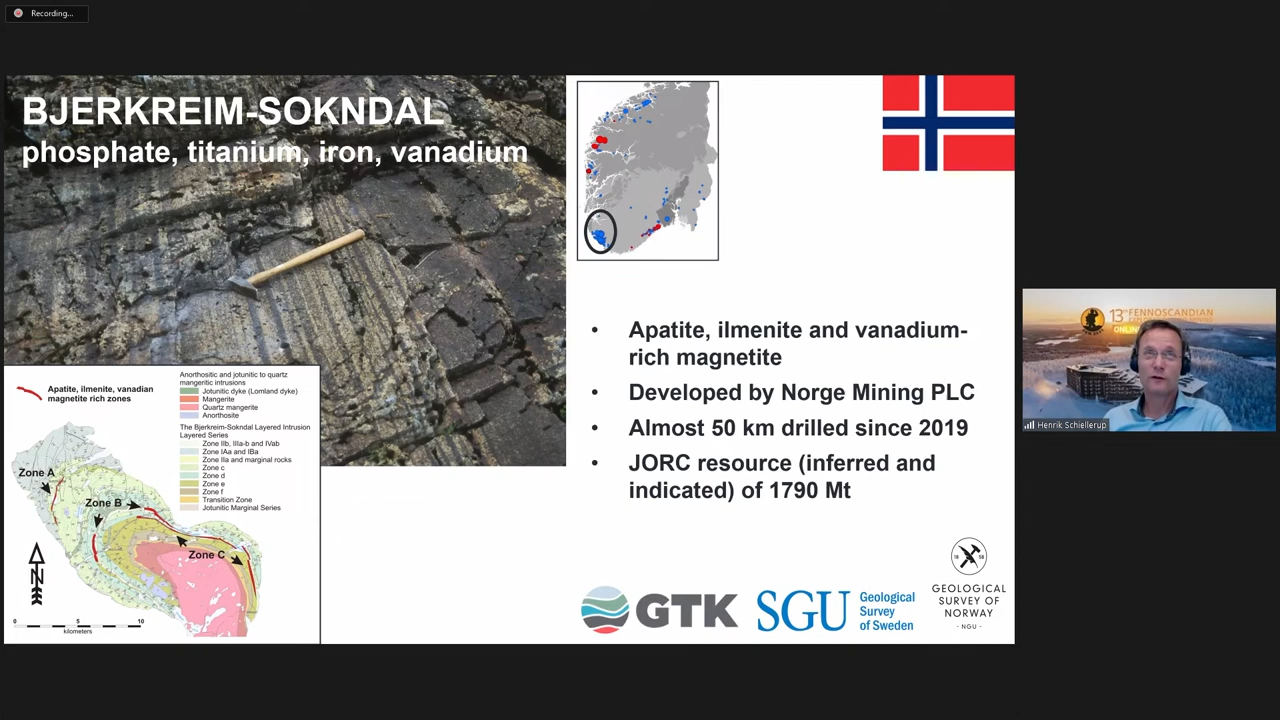 Recording...
BJERKREIM-SOKNDAL
phosphate, titanium, iron, vanadium
• Apatite, ilmenite and vanadium-
rich magnetite
• Developed by Norge Mining PLC
• Almost 50 km drilled since 2019
• JORC resource (inferred and
indicated) of 1790 Mt
Apatite, ilmenite, vanadian
magnetite rich zones
Anorthositic and jotunitic to quartz
mangeritic intrusions
Jotunitic dyke (Lomland dyke)
Mangerite
Quartz mangerite
Anorthosite
The Bjerkreim-Sokndal Layered Intrusion
Layered Series
Zone IIb, IIIa-b and IVab
Zone IAa and IBa
Zone IIa and marginal rocks
Zone c
Zone d
Zone e
Zone f
Transition Zone
Jotunitic Marginal Series
Zone A
Zone B
Zone C
N
0 5 10
kilometers
GTK
SGU
Geological
Survey
of Sweden
18 58
GEOLOGICAL
SURVEY OF
NORWAY
- NGU -
13th FENNOSCANDIAN
ONLINE
Henrik Schiellerup